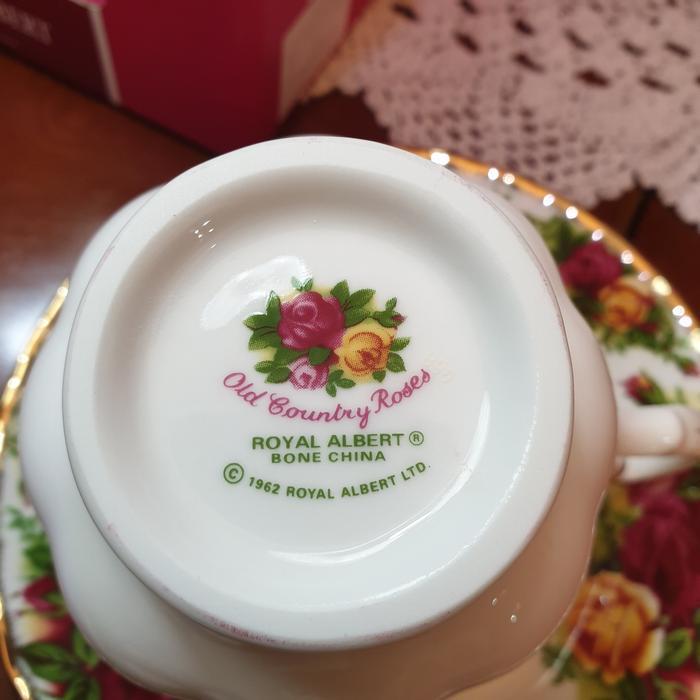 Old Country Roses
ROYAL ALBERT ®
BONE CHINA
© 1962 ROYAL ALBERT LTD.